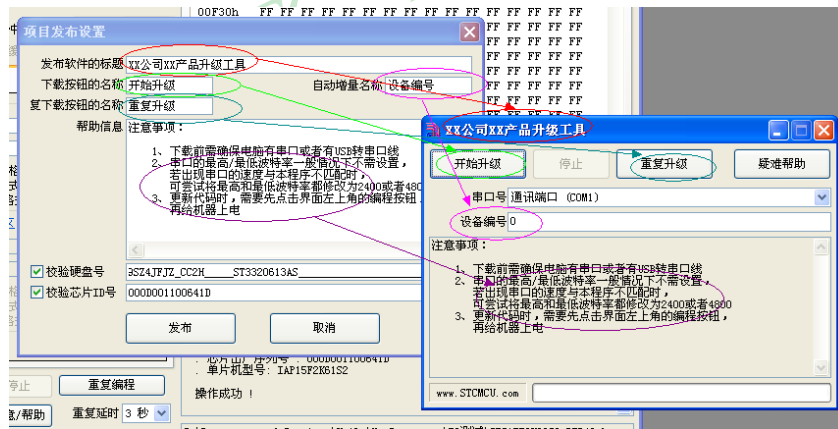 00F30h FF FF FF FF FF FF FF FF FF FF FF FF FF FF FF FF
项目发布设置
发布软件的标题 XX公司XX产品升级工具
下载按钮的名称 开始升级
自动增量名称 设备编号
复下载按钮的名称 重复升级
帮助信息 注意事项:
1、下载前需确保电脑有串口或者有USB转串口线
2、串口的最高/最低波特率一般情况下不需设置,
若出现串口的速度与本程序不匹配时,
可尝试将最高和最低波特率都修改为2400或者480
3、更新代码时,需要先点击界面左上角的编程按钮
再给机器上电
校验硬盘号 9SZ4JFJZ_CC2H_____ST3320613AS_
校验芯片ID号 000D001100641D
发布
取消
XX公司XX产品升级工具
开始升级
停止
重复升级
疑难帮助
串口号 通讯端口 (COM1)
设备编号 0
注意事项:
1、下载前需确保电脑有串口或者有USB转串口线
2、串口的最高/最低波特率一般情况下不需设置,
若出现串口的速度与本程序不匹配时,
可尝试将最高和最低波特率都修改为2400或者4800
3、更新代码时,需要先点击界面左上角的编程按钮,
再给机器上电
www.STCMCU.com
. 芯片出厂序列号 : 000D001100641D
. 单片机型号: IAP15F2K61S2
操作成功 !
停止
重复编程
/帮助
重复延时 3 秒